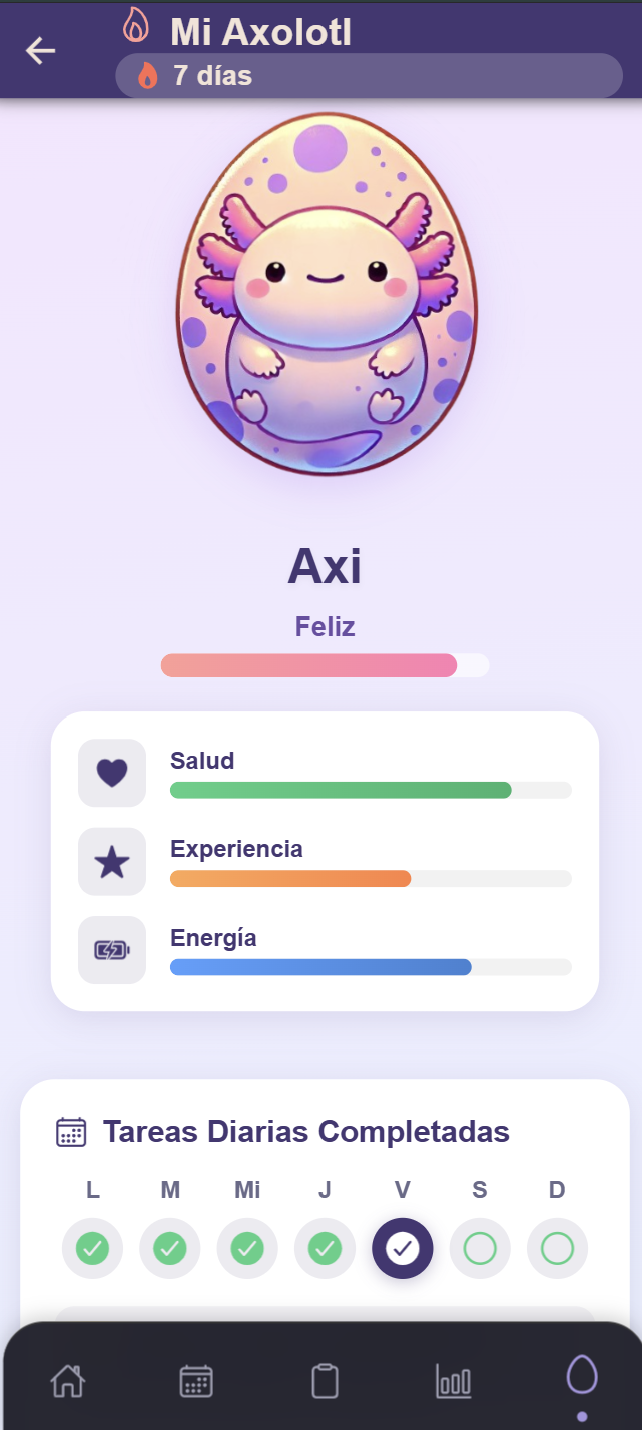 Mi Axolotl
7 días
Axi
Feliz
Salud
Experiencia
Energía
Tareas Diarias Completadas
L M Mi J V S D